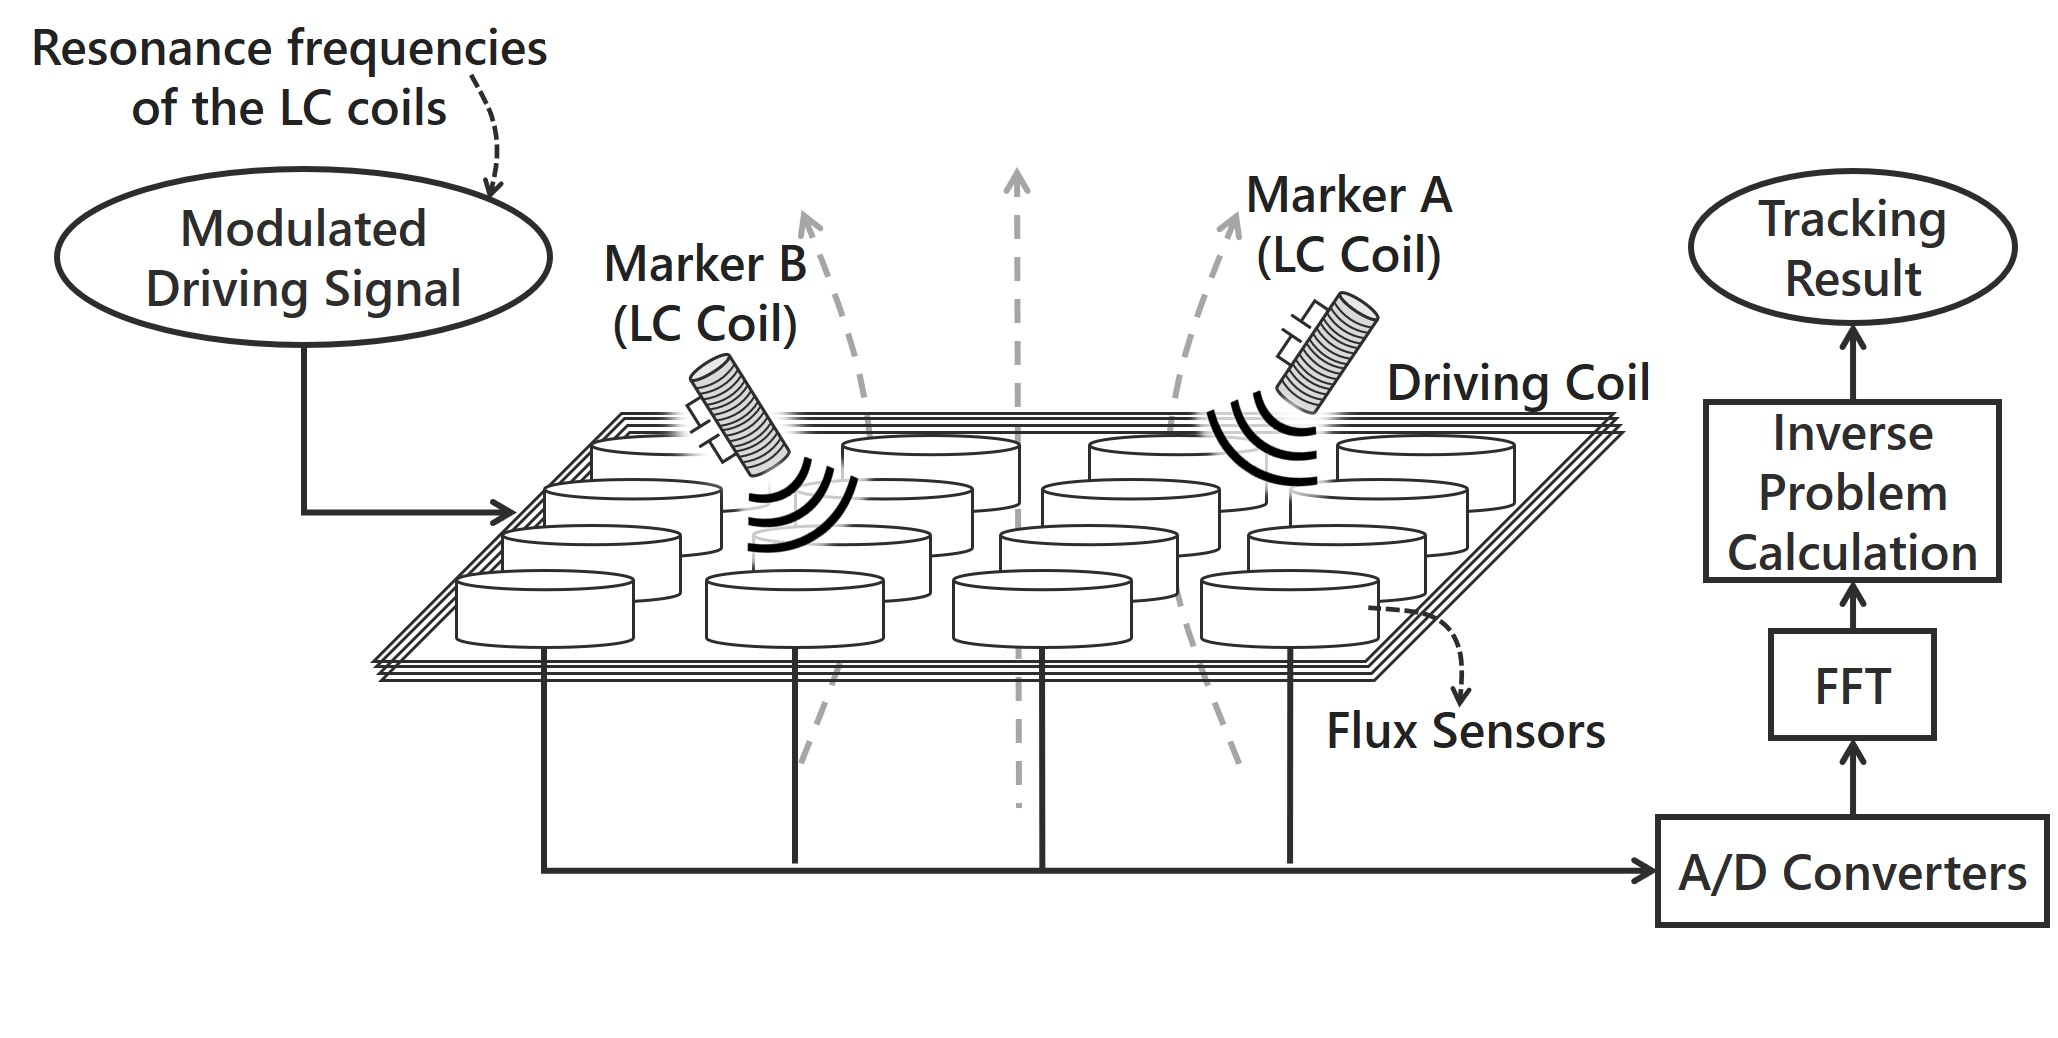 Resonance frequencies
of the LC coils
Modulated
Driving Signal
Marker B
(LC Coil)
Marker A
(LC Coil)
Driving Coil
Flux Sensors
Tracking
Result
Inverse
Problem
Calculation
FFT
A/D Converters